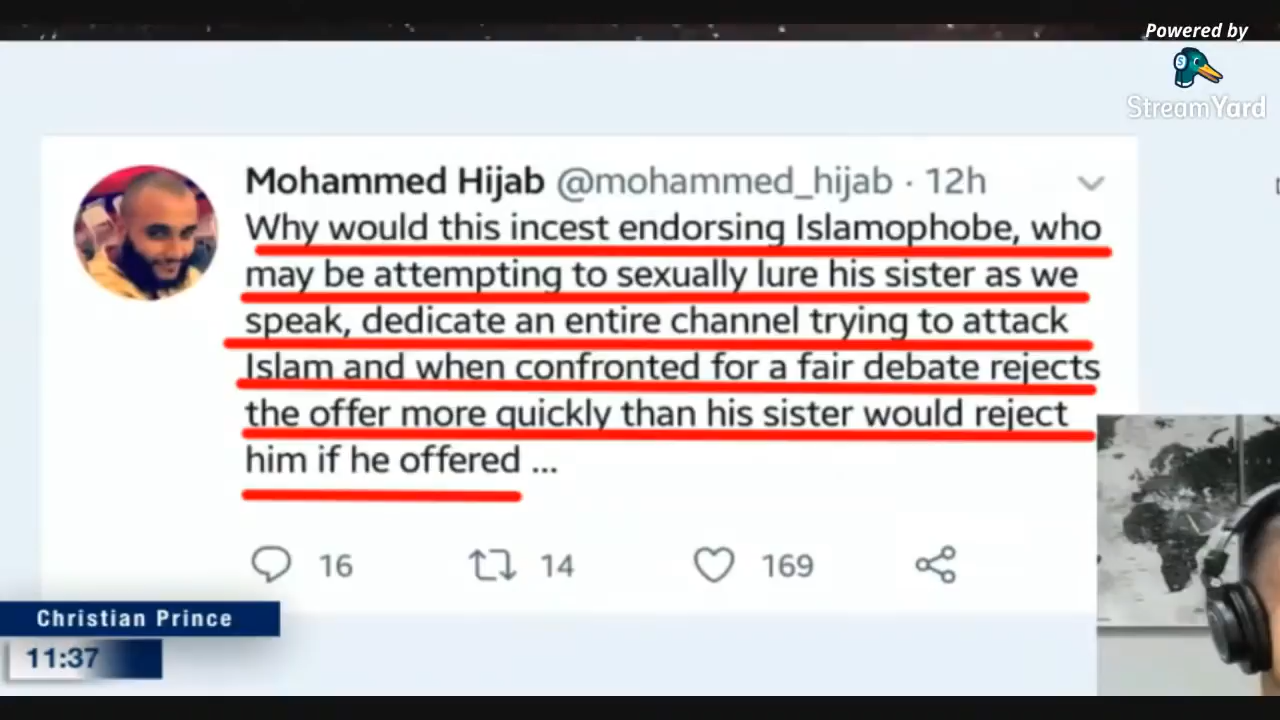 Powered by
StreamYard
Mohammed Hijab @mohammed_hijab · 12h
Why would this incest endorsing Islamophobe, who
may be attempting to sexually lure his sister as we
speak, dedicate an entire channel trying to attack
Islam and when confronted for a fair debate rejects
the offer more quickly than his sister would reject
him if he offered ...
16 14 169
Christian Prince
11:37